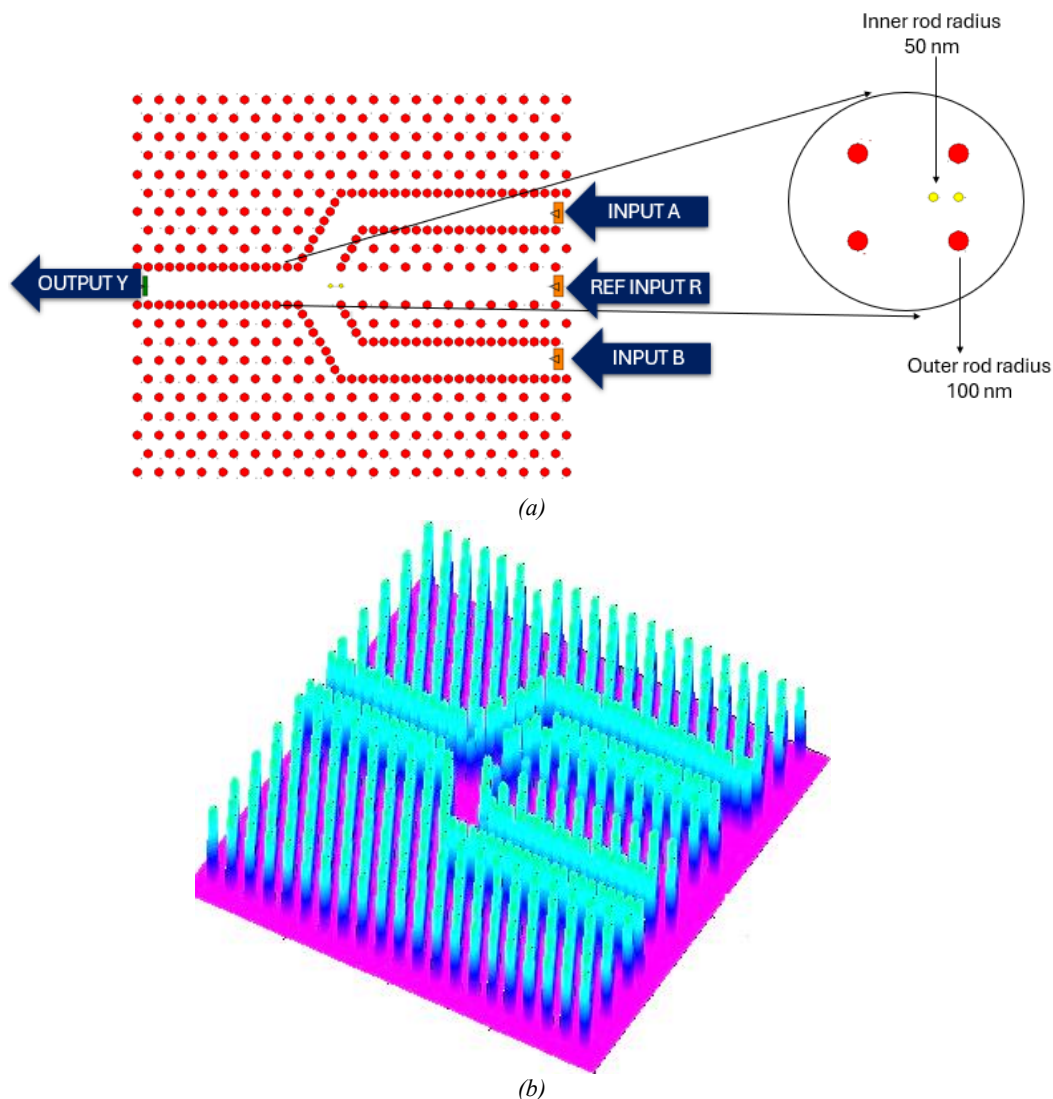 Inner rod radius
50 nm
INPUT A
OUTPUT Y
REF INPUT R
INPUT B
Outer rod radius
100 nm
(a)
(b)